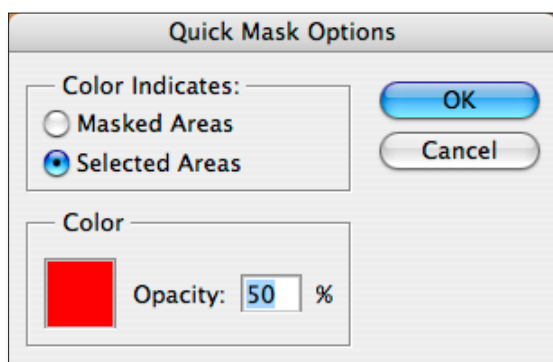 Quick Mask Options
Color Indicates:
Masked Areas
Selected Areas
OK
Cancel
Color
Opacity: 50 %